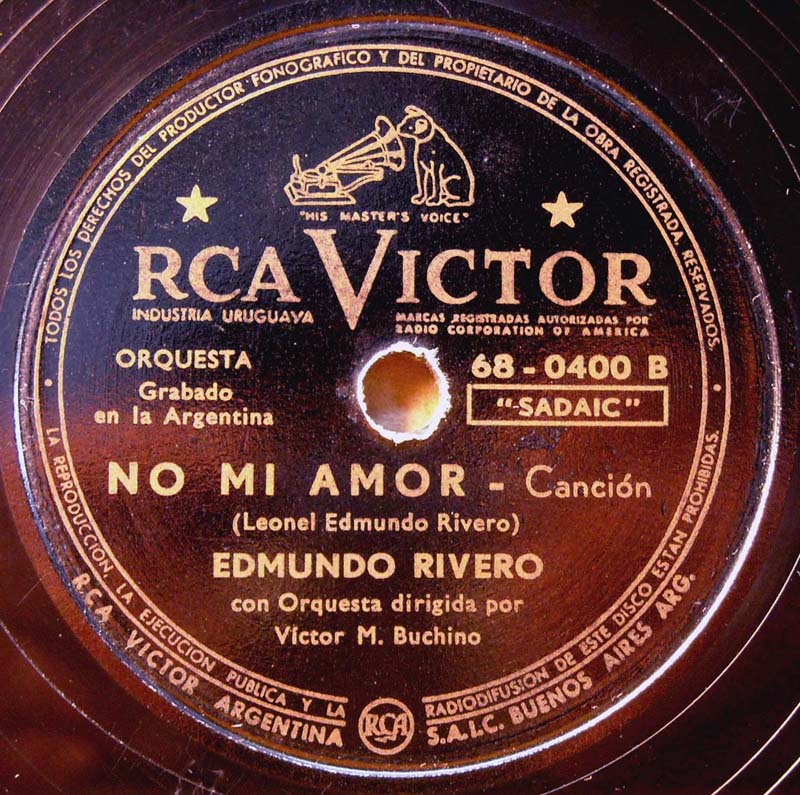 TODOS LOS DERECHOS DEL PRODUCTOR FONOGRAFICO Y DEL PROPIETARIO DE LA OBRA REGISTRADA, RESERVADOS.
"HIS MASTER'S VOICE"
RCA VICTOR
INDUSTRIA URUGUAYA
MARCAS REGISTRADAS AUTORIZADAS POR
RADIO CORPORATION OF AMERICA
ORQUESTA
Grabado
en la Argentina
68-0400 B
"SADAIC"
NO MI AMOR - Canción
(Leonel Edmundo Rivero)
EDMUNDO RIVERO
con Orquesta dirigida por
Víctor M. Buchino
LA REPRODUCCION, LA EJECUCION PUBLICA Y LA RADIODIFUSION DE ESTE DISCO ESTAN PROHIBIDAS.
RCA VICTOR ARGENTINA RCA S.A.I.C. BUENOS AIRES ARG.